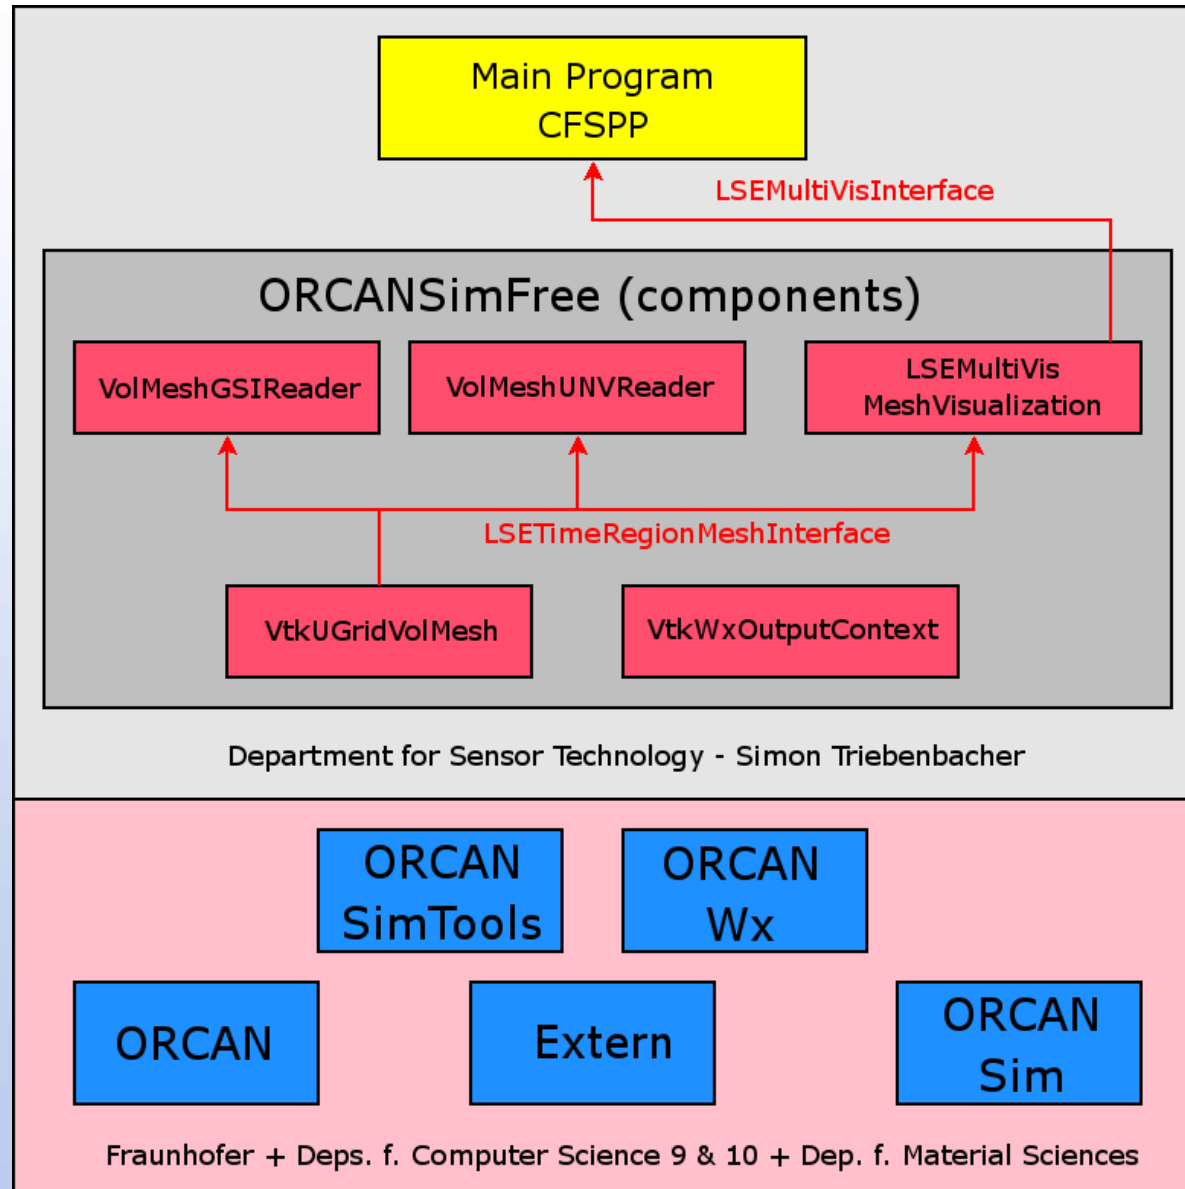 Main Program
CFSPP
LSEMultiVisInterface
ORCANSimFree (components)
VolMeshGSIReader
VolMeshUNVReader
LSEMultiVis
MeshVisualization
LSETimeRegionMeshInterface
VtkUGridVolMesh
VtkWxOutputContext
Department for Sensor Technology - Simon Triebenbacher
ORCAN
SimTools
ORCAN
Wx
ORCAN
Extern
ORCAN
Sim
Fraunhofer + Deps. f. Computer Science 9 & 10 + Dep. f. Material Sciences